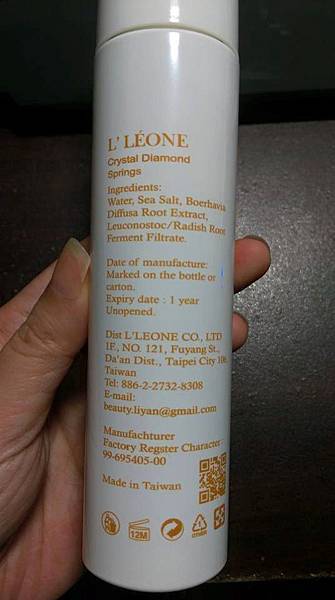 L' LÉONE
Crystal Diamond
Springs
Ingredients:
Water, Sea Salt, Boerhavia
Diffusa Root Extract,
Leuconostoc/Radish Root
Ferment Filtrate.
Date of manufacture:
Marked on the bottle or
carton.
Expiry date : 1 year
Unopened.
Dist L'LEONE CO., LTD
1F., NO. 121, Fuyang St.,
Da'an Dist., Taipei City 106,
Taiwan
Tel: 886-2-2732-8308
E-mail:
beauty.liyan@gmail.com
Manufachturer
Factory Regster Character
99-695405-00
Made in Taiwan
12M